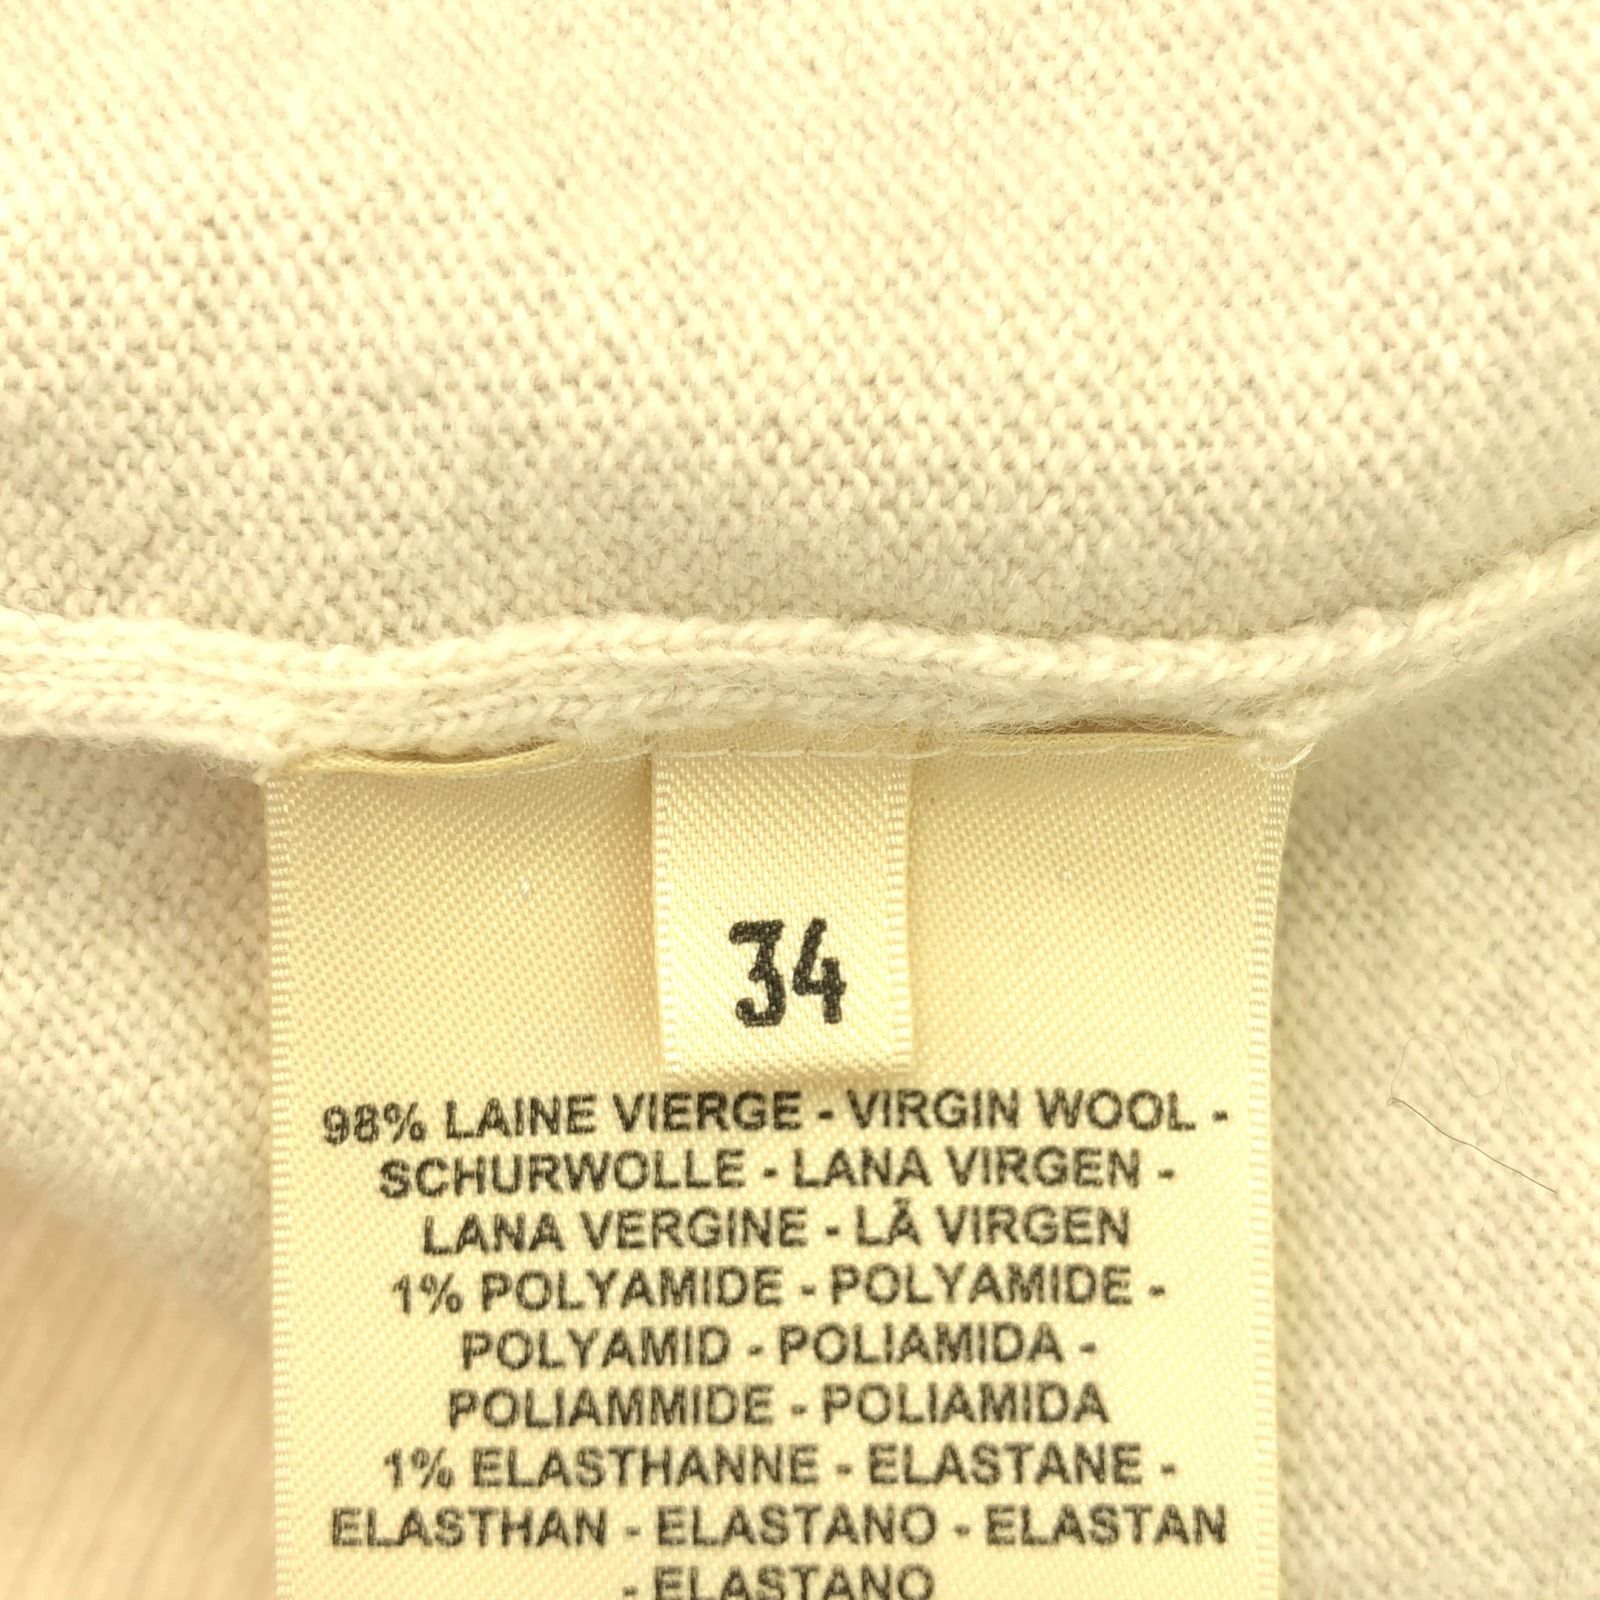 34
98% LAINE VIERGE - VIRGIN WOOL -
SCHURWOLLE - LANA VIRGEN -
LANA VERGINE - LÃ VIRGEN
1% POLYAMIDE - POLYAMIDE -
POLYAMID - POLIAMIDA -
POLIAMMIDE - POLIAMIDA
1% ELASTHANNE - ELASTANE -
ELASTHAN - ELASTANO - ELASTAN
- ELASTANO